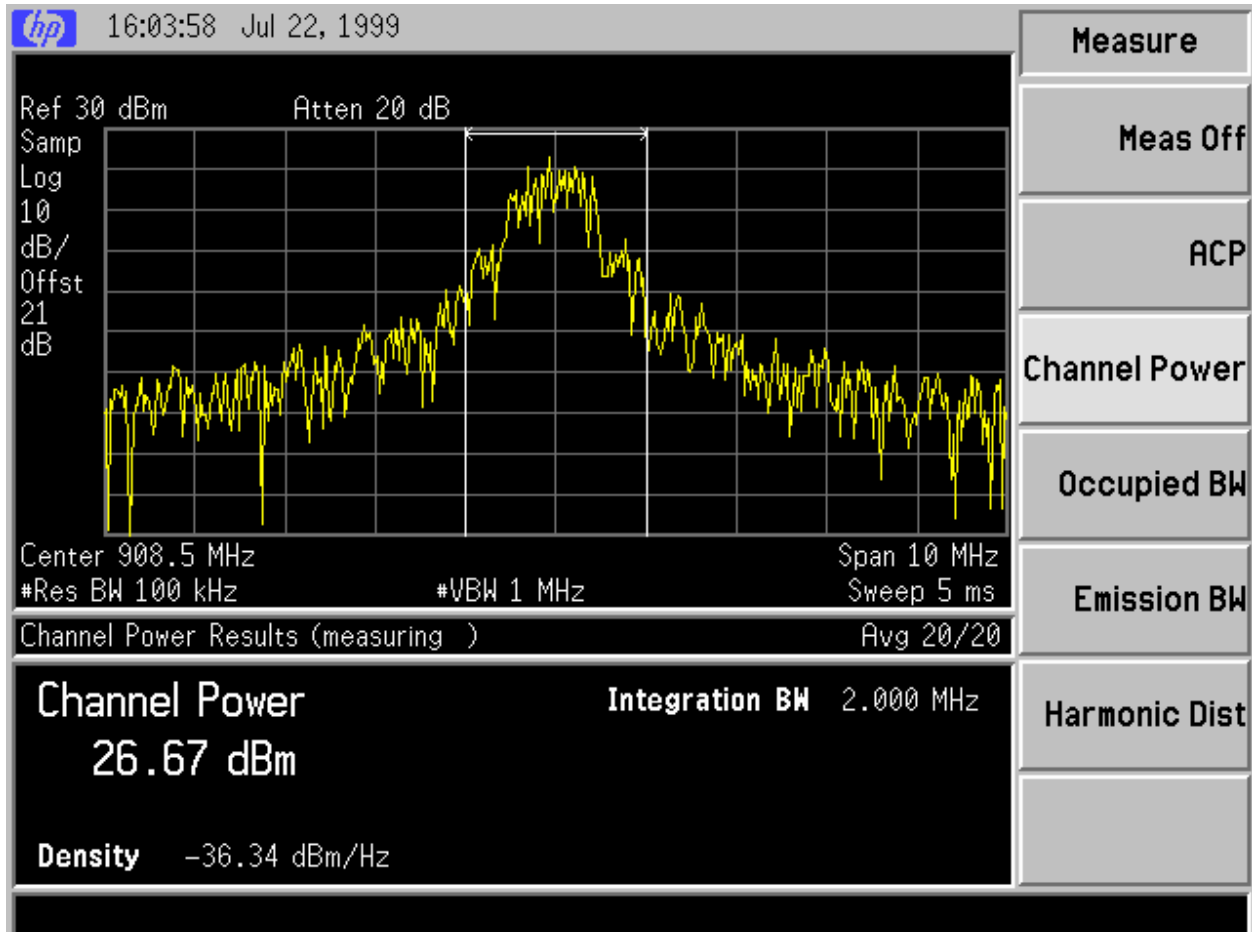 hp 16:03:58 Jul 22, 1999
Measure
Ref 30 dBm Atten 20 dB
Samp
Log
10
dB/
Offst
21
dB
Center 908.5 MHz Span 10 MHz
#Res BW 100 kHz #VBW 1 MHz Sweep 5 ms
Channel Power Results (measuring ) Avg 20/20
Channel Power Integration BW 2.000 MHz
26.67 dBm
Density -36.34 dBm/Hz
Meas Off
ACP
Channel Power
Occupied BW
Emission BW
Harmonic Dist